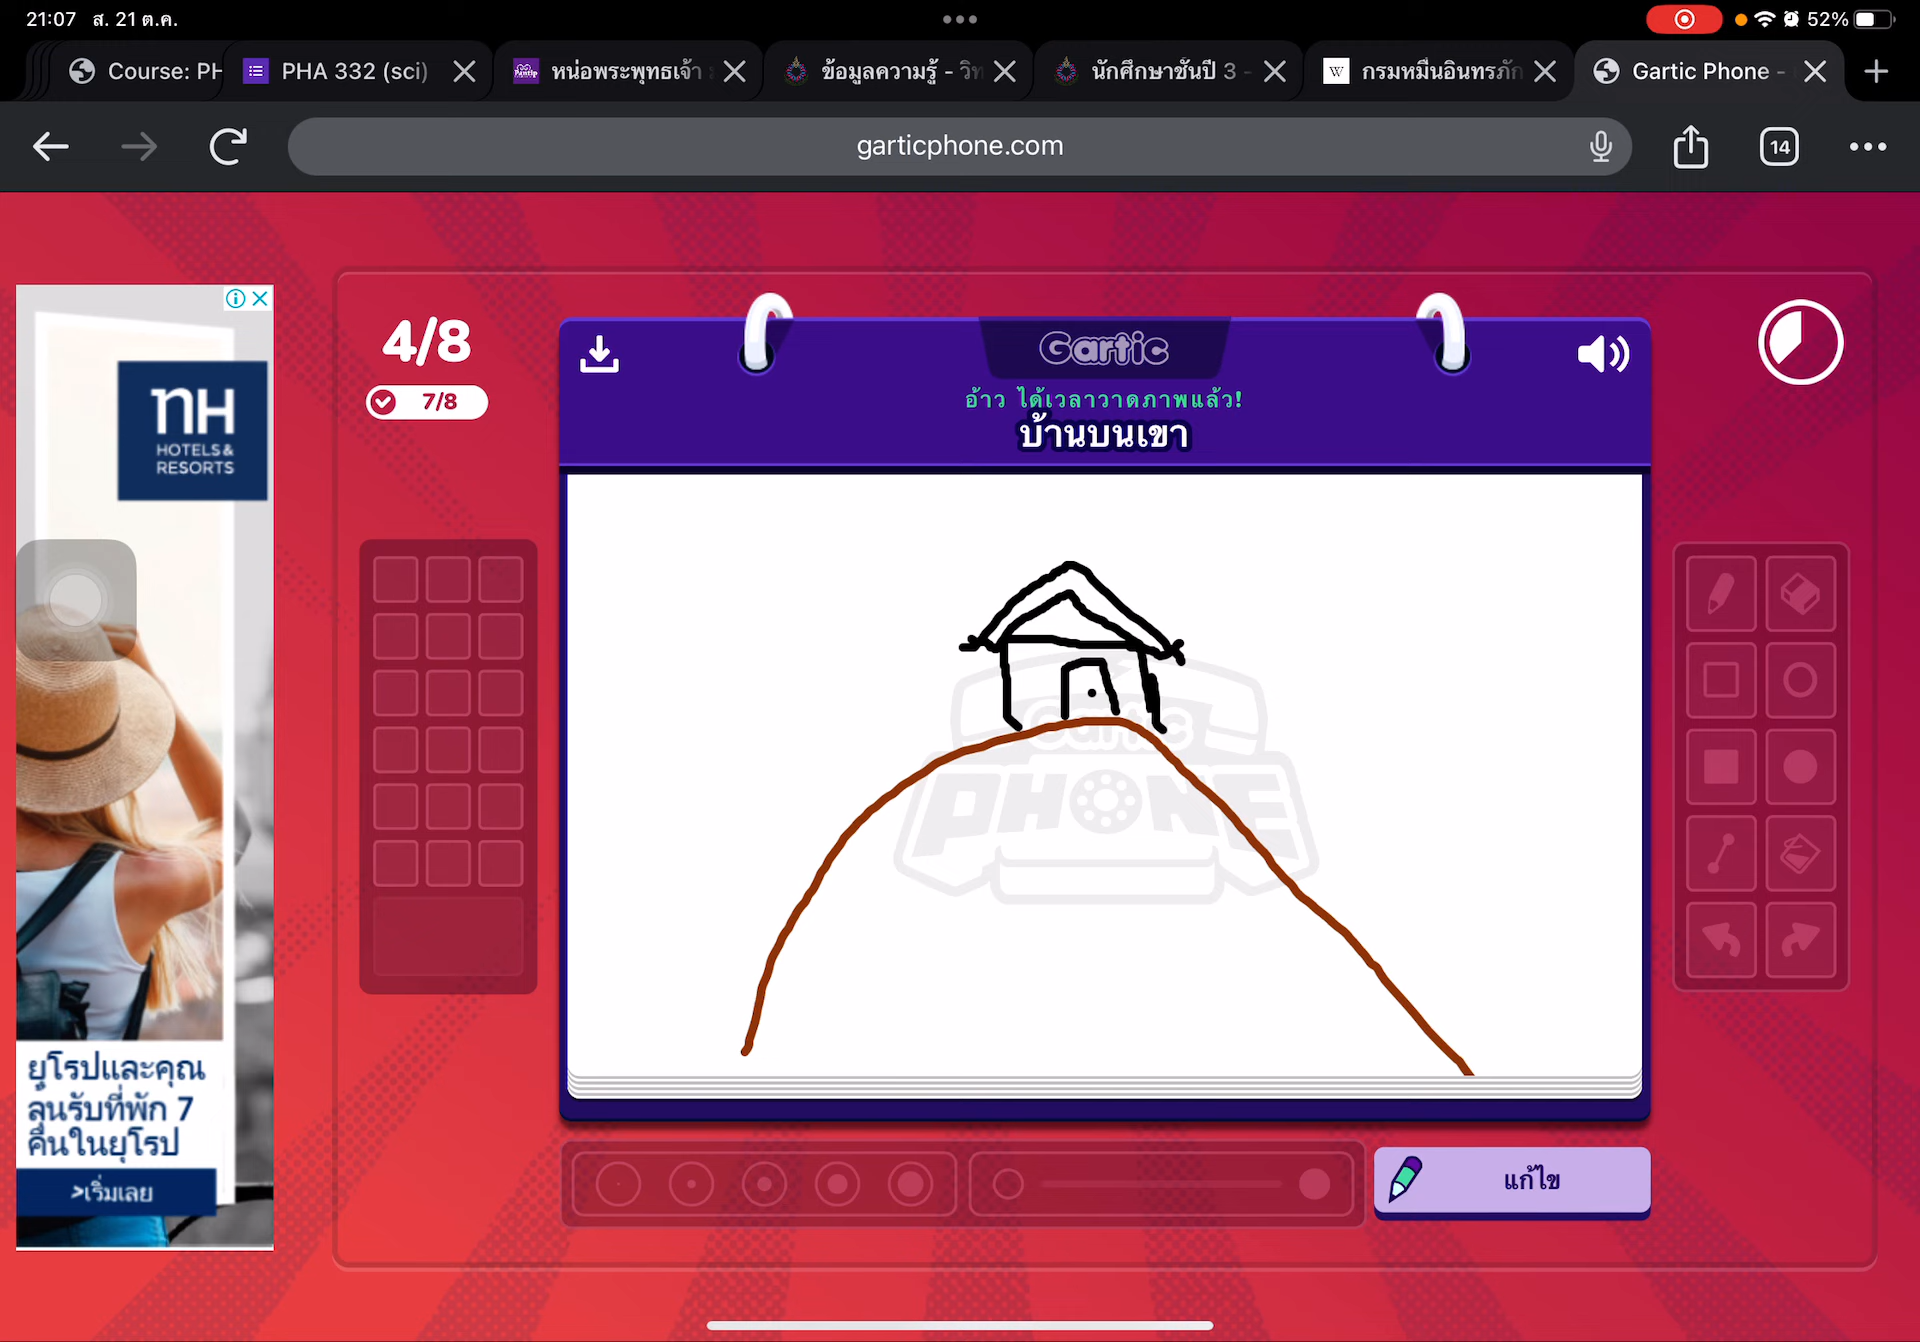 21:07 ส. 21 ต.ค.
52%
Course: PH
PHA 332 (sci)
หน่อพระพุทธเจ้า
ข้อมูลความรู้ - วิท
นักศึกษาชั้นปี 3 -
W กรมหมื่นอินทรภัก
Gartic Phone -
garticphone.com
14
4/8
7/8
Gartic
อ้าว ได้เวลาวาดภาพแล้ว!
บ้านบนเขา
nH
HOTELS &
RESORTS
Gartic
PHONE
ยุโรปและคุณ
ลุนรับที่พัก 7
คืนในยุโรป
>เริ่มเลย
แก้ไข